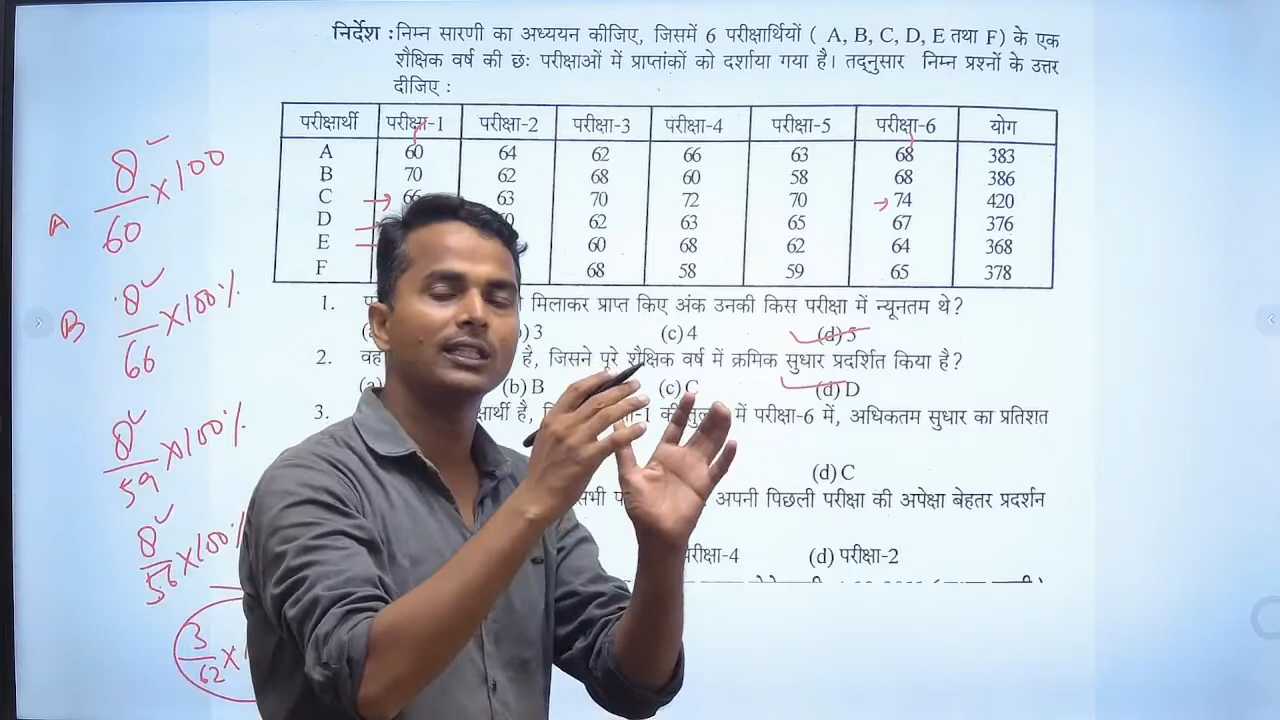 निर्देश : निम्न सारणी का अध्ययन कीजिए, जिसमें 6 परीक्षार्थियों ( A, B, C, D, E तथा F) के एक
शैक्षिक वर्ष की छः परीक्षाओं में प्राप्तांकों को दर्शाया गया है। तद्नुसार निम्न प्रश्नों के उत्तर
दीजिए :
परीक्षार्थी परीक्षा-1 परीक्षा-2 परीक्षा-3 परीक्षा-4 परीक्षा-5 परीक्षा-6 योग
A 60 64 62 66 63 68 383
B 70 62 68 60 58 68 386
C 66 63 70 72 70 74 420
D 62 63 65 67 376
E 60 68 62 64 368
F 68 58 59 65 378
1. मिलाकर प्राप्त किए अंक उनकी किस परीक्षा में न्यूनतम थे?
3 (c) 4 (d) 5
2. वह है, जिसने पूरे शैक्षिक वर्ष में क्रमिक सुधार प्रदर्शित किया है?
(b) B (c) C (d) D
3. है, में परीक्षा-6 में, अधिकतम सुधार का प्रतिशत
(d) C
सभी अपनी पिछली परीक्षा की अपेक्षा बेहतर प्रदर्शन
परीक्षा-4 (d) परीक्षा-2
A 8/60 × 100
B 8/66 × 100%
8/59 × 100%
8/56 × 100%
3/62 ×